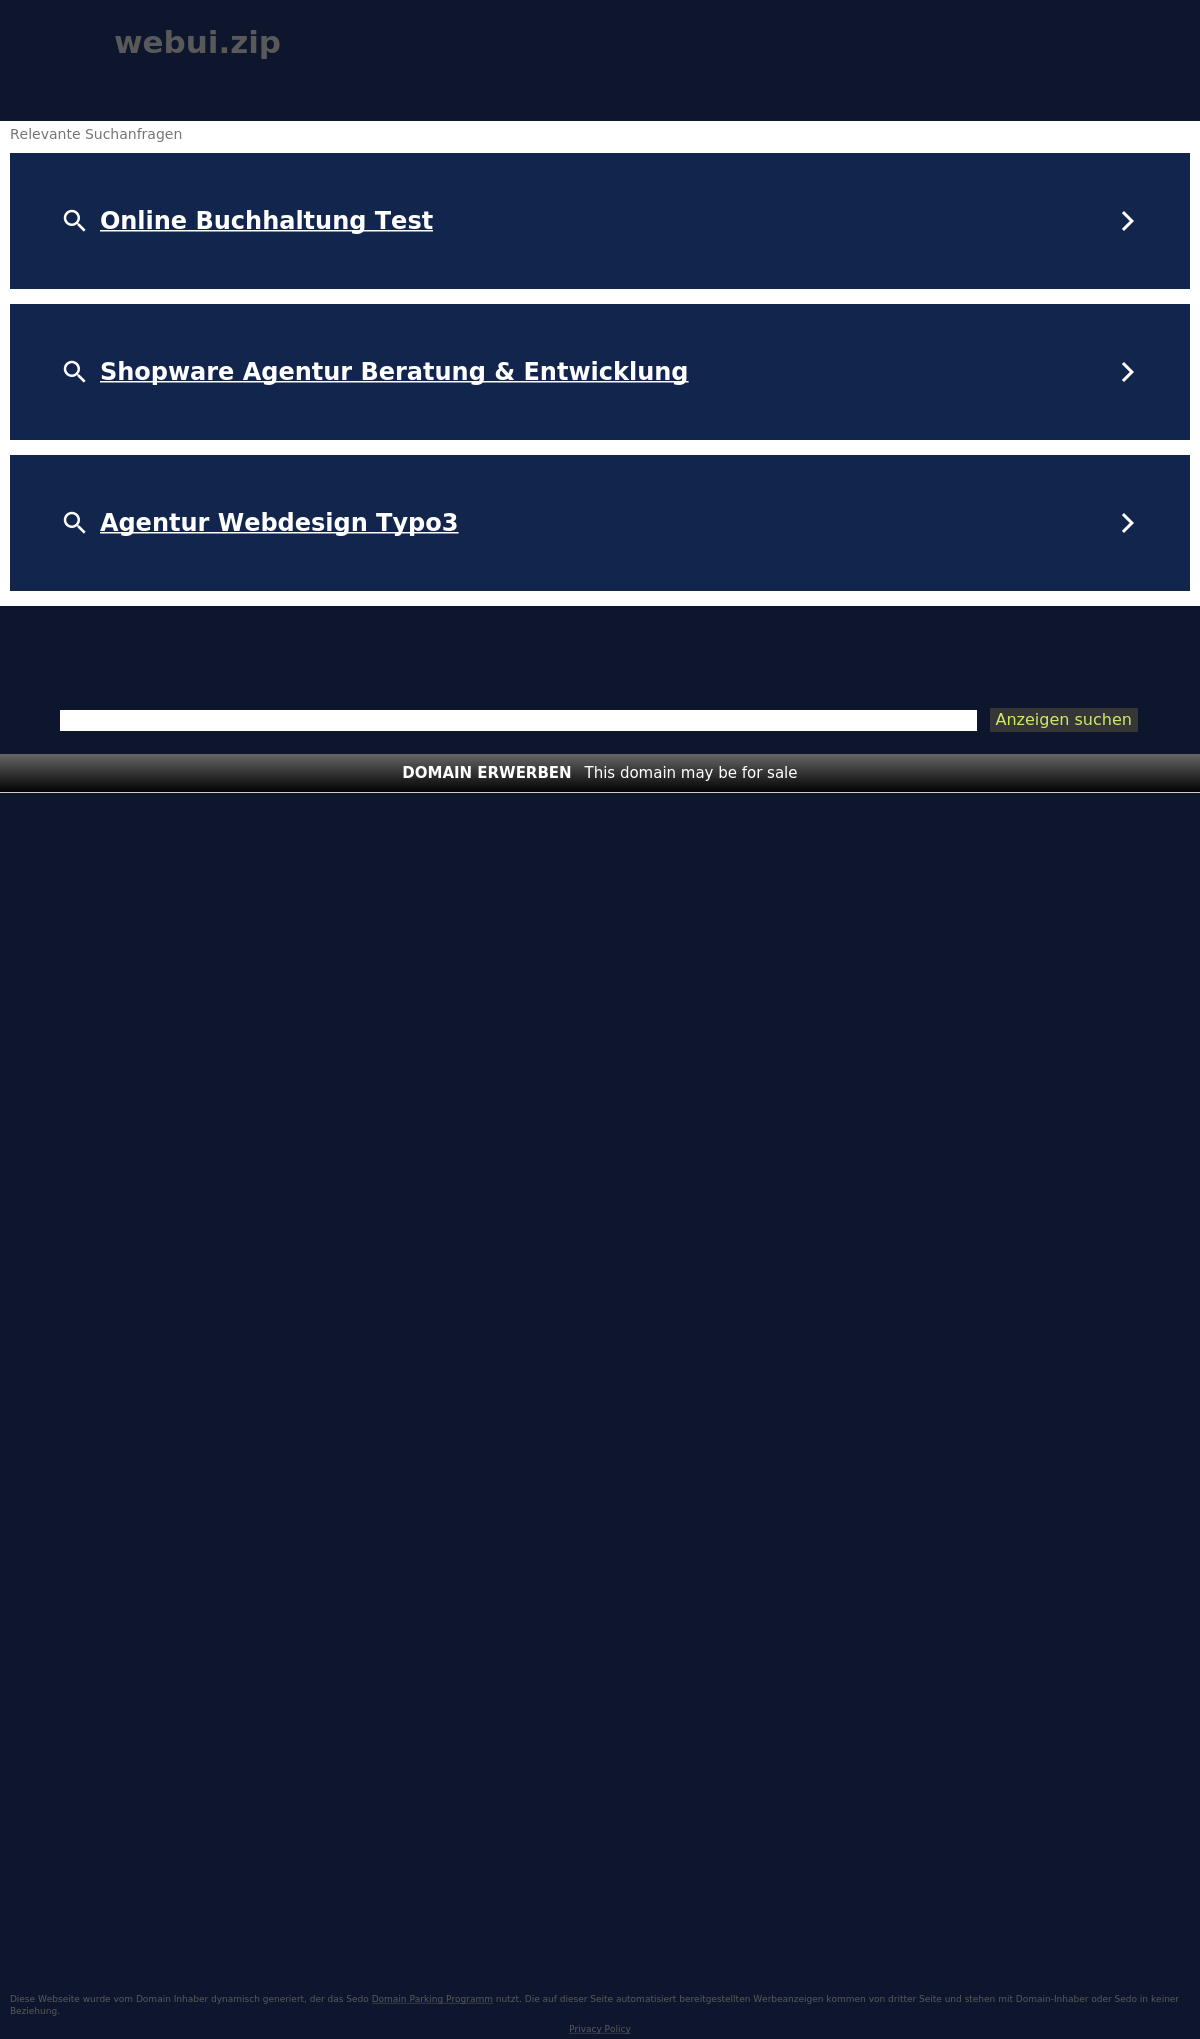 webui.zip
Relevante Suchanfragen
Online Buchhaltung Test
Shopware Agentur Beratung & Entwicklung
Agentur Webdesign Typo3
Anzeigen suchen
DOMAIN ERWERBEN This domain may be for sale
Diese Webseite wurde vom Domain Inhaber dynamisch generiert, der das Sedo Domain Parking Programm nutzt. Die auf dieser Seite automatisiert bereitgestellten Werbeanzeigen kommen von dritter Seite und stehen mit Domain-Inhaber oder Sedo in keiner
Beziehung.
Privacy Policy